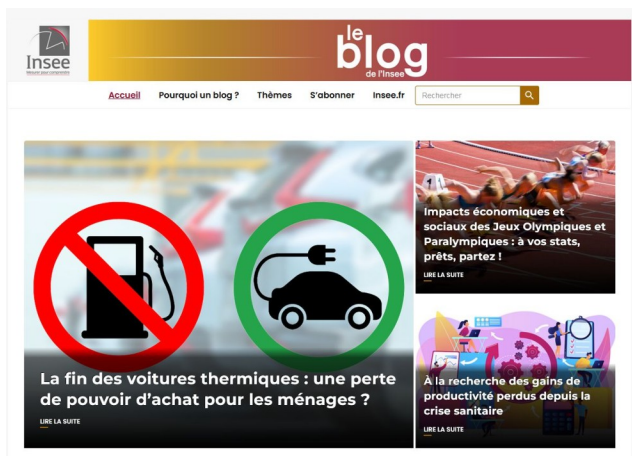 Insee
Mesurer pour comprendre
le
blog
de l'Insee
Accueil Pourquoi un blog ? Thèmes S'abonner Insee.fr Rechercher
La fin des voitures thermiques : une perte
de pouvoir d'achat pour les ménages ?
LIRE LA SUITE
Impacts économiques et
sociaux des Jeux Olympiques et
Paralympiques : à vos stats,
prêts, partez !
LIRE LA SUITE
À la recherche des gains de
productivité perdus depuis la
crise sanitaire
LIRE LA SUITE